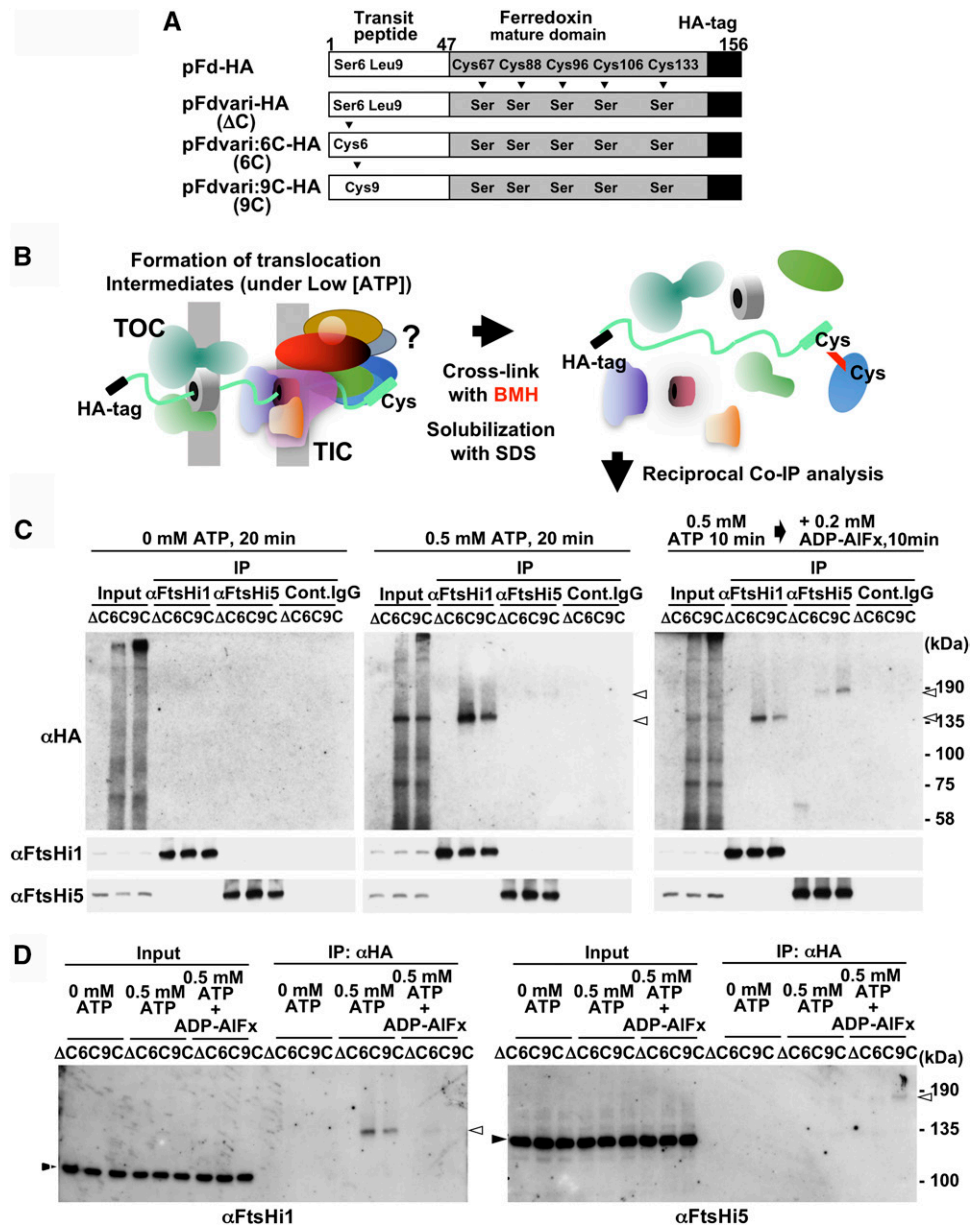 A
Transit peptide
Ferredoxin mature domain
HA-tag
1 47 156
pFd-HA Ser6 Leu9 Cys67 Cys88 Cys96 Cys106 Cys133
pFdvari-HA (ΔC) Ser6 Leu9 Ser Ser Ser Ser Ser
pFdvari:6C-HA (6C) Cys6 Ser Ser Ser Ser Ser
pFdvari:9C-HA (9C) Cys9 Ser Ser Ser Ser Ser
B
Formation of translocation
Intermediates (under Low [ATP])
TOC
?
HA-tag
Cys
TIC
Cross-link
with BMH
Solubilization
with SDS
HA-tag
Cys
Cys
Reciprocal Co-IP analysis
C
0 mM ATP, 20 min
IP
Input αFtsHi1 αFtsHi5 Cont.IgG
ΔC6C9C ΔC6C9C ΔC6C9C ΔC6C9C
0.5 mM ATP, 20 min
IP
Input αFtsHi1 αFtsHi5 Cont.IgG
ΔC6C9C ΔC6C9C ΔC6C9C ΔC6C9C
0.5 mM ATP 10 min + 0.2 mM ADP-AlFx,10min
IP
Input αFtsHi1 αFtsHi5 Cont.IgG
ΔC6C9C ΔC6C9C ΔC6C9C ΔC6C9C
(kDa)
- 190
- 135
- 100
- 75
- 58
αHA
αFtsHi1
αFtsHi5
D
Input
0 mM ATP
0.5 mM ATP
0.5 mM ATP + ADP-AlFx
IP: αHA
0 mM ATP
0.5 mM ATP
0.5 mM ATP + ADP-AlFx
ΔC6C9C ΔC6C9C ΔC6C9C ΔC6C9C ΔC6C9C ΔC6C9C
αFtsHi1
Input
0 mM ATP
0.5 mM ATP
0.5 mM ATP + ADP-AlFx
IP: αHA
0 mM ATP
0.5 mM ATP
0.5 mM ATP + ADP-AlFx
ΔC6C9C ΔC6C9C ΔC6C9C ΔC6C9C ΔC6C9C ΔC6C9C
(kDa)
- 190
- 135
- 100
αFtsHi5